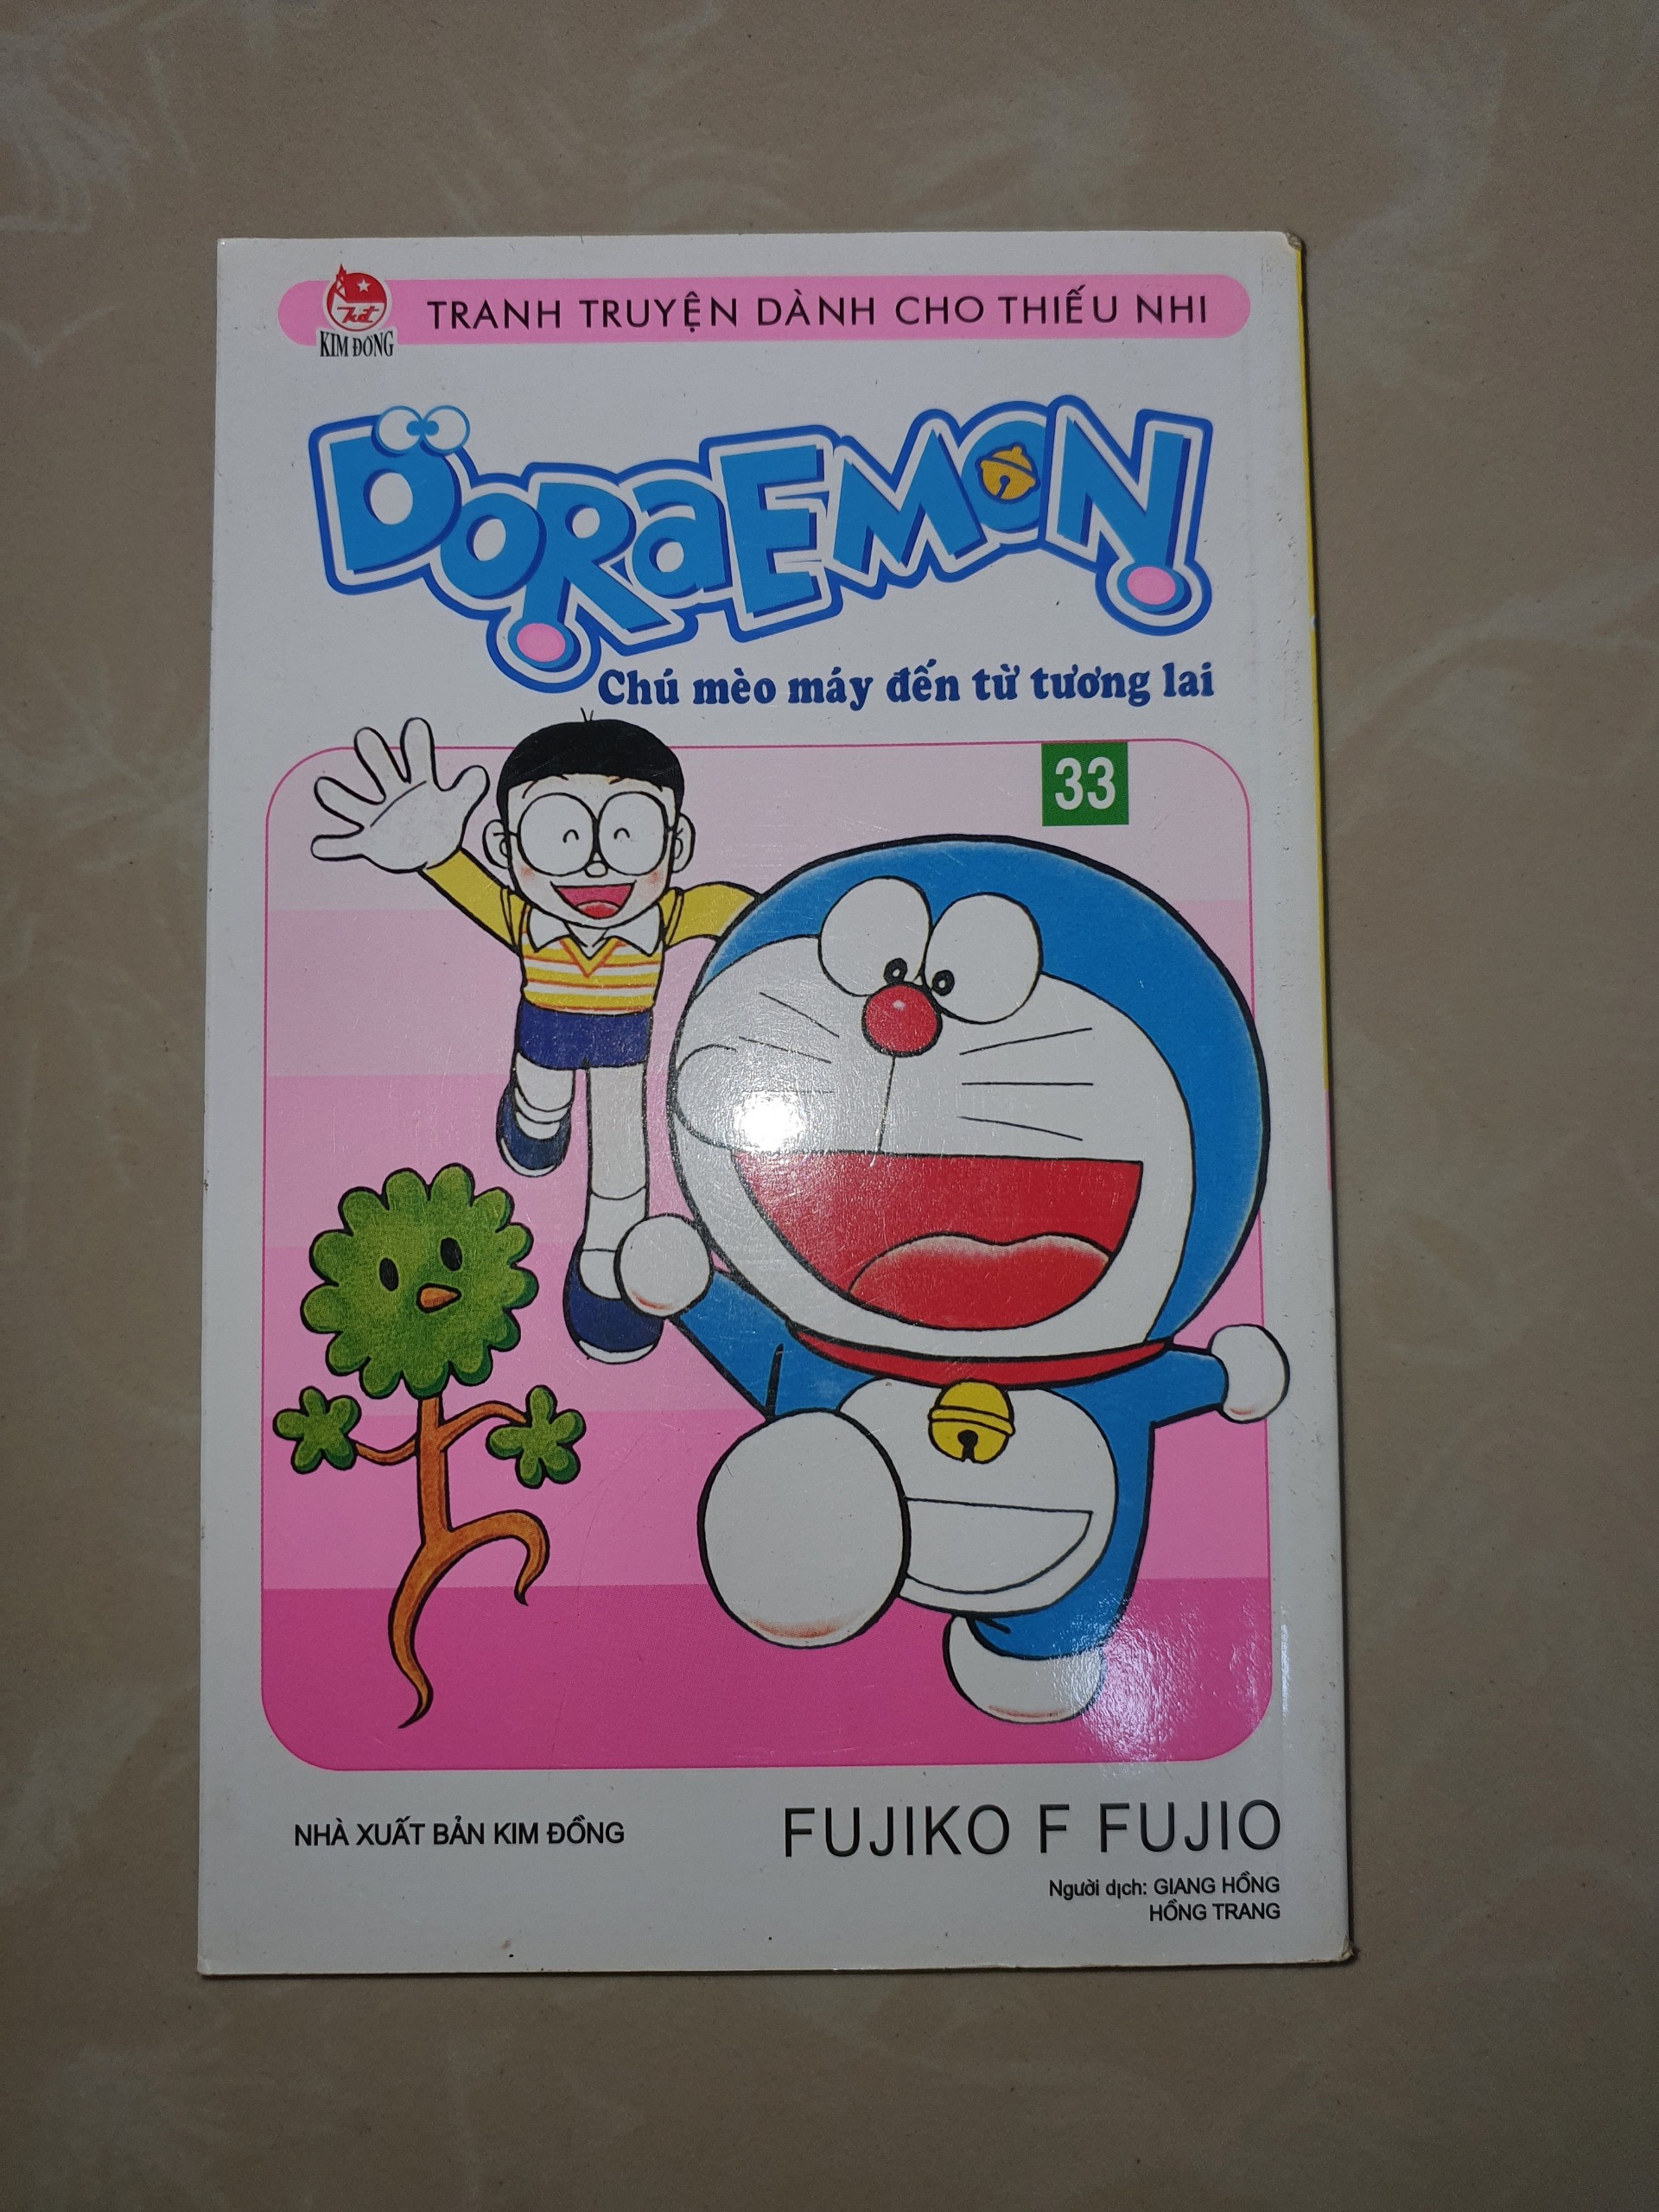 TRANH TRUYỆN DÀNH CHO THIẾU NHI
kđ
KIM ĐỒNG
DORAEMON
Chú mèo máy đến từ tương lai
33
NHÀ XUẤT BẢN KIM ĐỒNG
FUJIKO F FUJIO
Người dịch: GIANG HỒNG
HỒNG TRANG